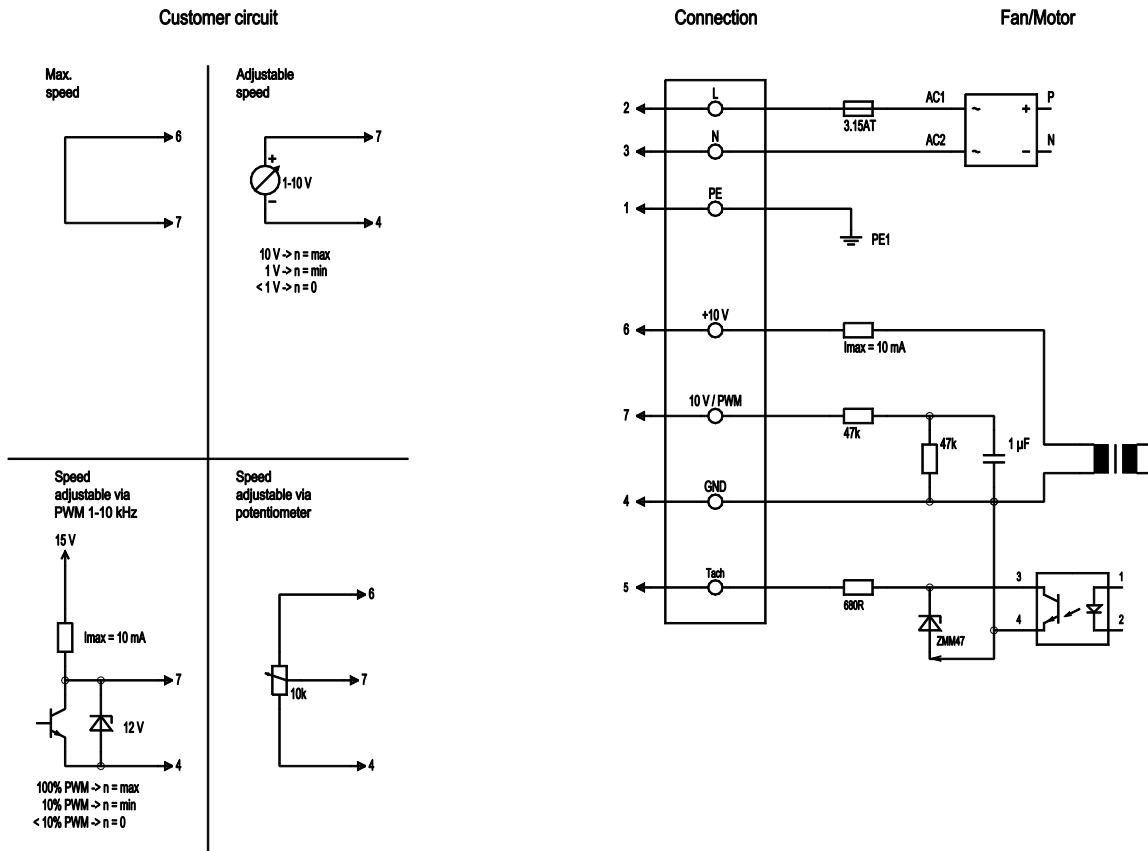 Customer circuit
Connection
Fan/Motor
Max.
speed
6
7
Adjustable
speed
7
+
1-10 V
–
4
10 V -> n = max
1 V -> n = min
< 1 V -> n = 0
Speed
adjustable via
PWM 1-10 kHz
15 V
Imax = 10 mA
7
12 V
4
100% PWM -> n = max
10% PWM -> n = min
< 10% PWM -> n = 0
Speed
adjustable via
potentiometer
6
10k
7
4
2
L
3.15AT
AC1
~
+
P
3
N
AC2
~
–
N
1
PE
PE1
6
+10 V
Imax = 10 mA
7
10 V / PWM
47k
47k
1 µF
4
GND
5
Tach
680R
ZMM47
3
4
1
2